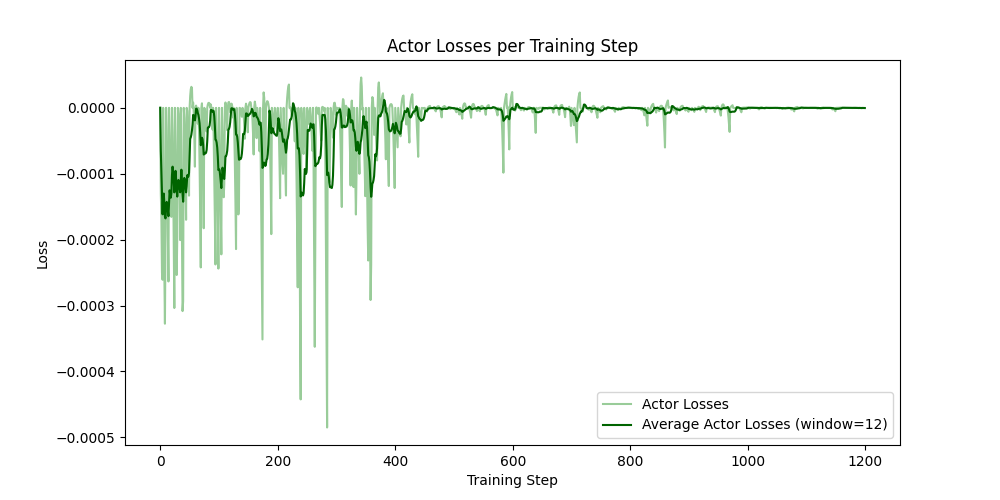 Actor Losses per Training Step
0.0000
−0.0001
−0.0002
−0.0003
−0.0004
−0.0005
Loss
0 200 400 600 800 1000 1200
Training Step
Actor Losses
Average Actor Losses (window=12)